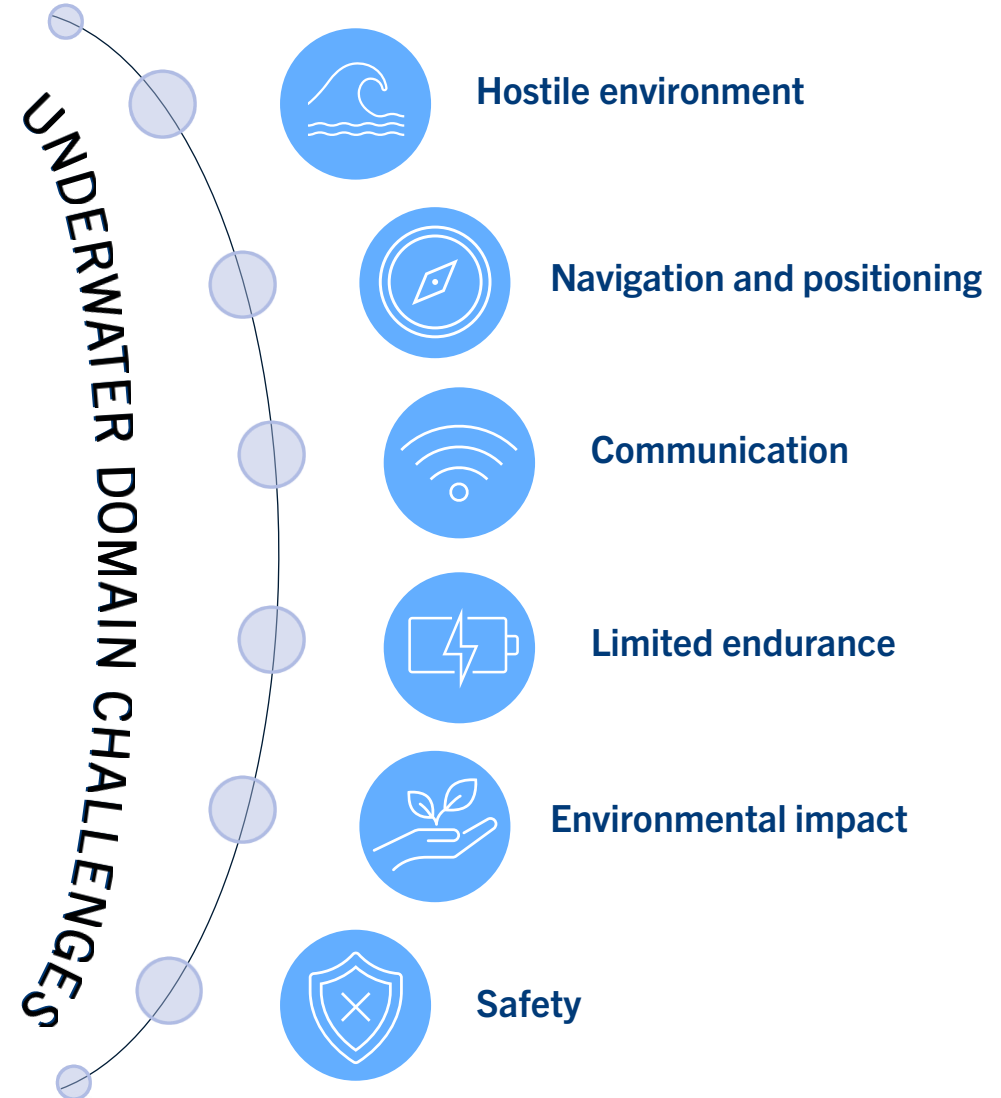 UNDERWATER DOMAIN CHALLENGES
Hostile environment
Navigation and positioning
Communication
Limited endurance
Environmental impact
Safety